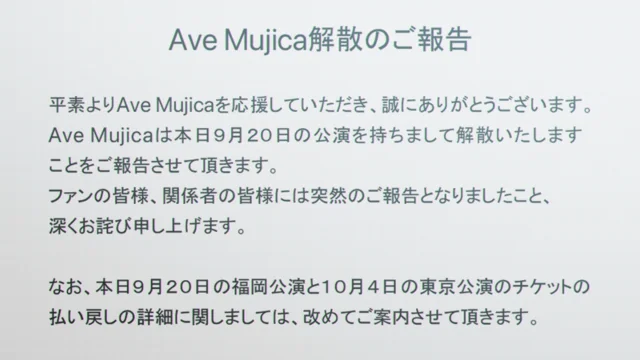 Ave Mujica解散のご報告
平素よりAve Mujicaを応援していただき、誠にありがとうございます。
Ave Mujicaは本日9月20日の公演を持ちまして解散いたします
ことをご報告させて頂きます。
ファンの皆様、関係者の皆様には突然のご報告となりましたこと、
深くお詫び申し上げます。
なお、本日9月20日の福岡公演と10月4日の東京公演のチケットの
払い戻しの詳細に関しましては、改めてご案内させて頂きます。